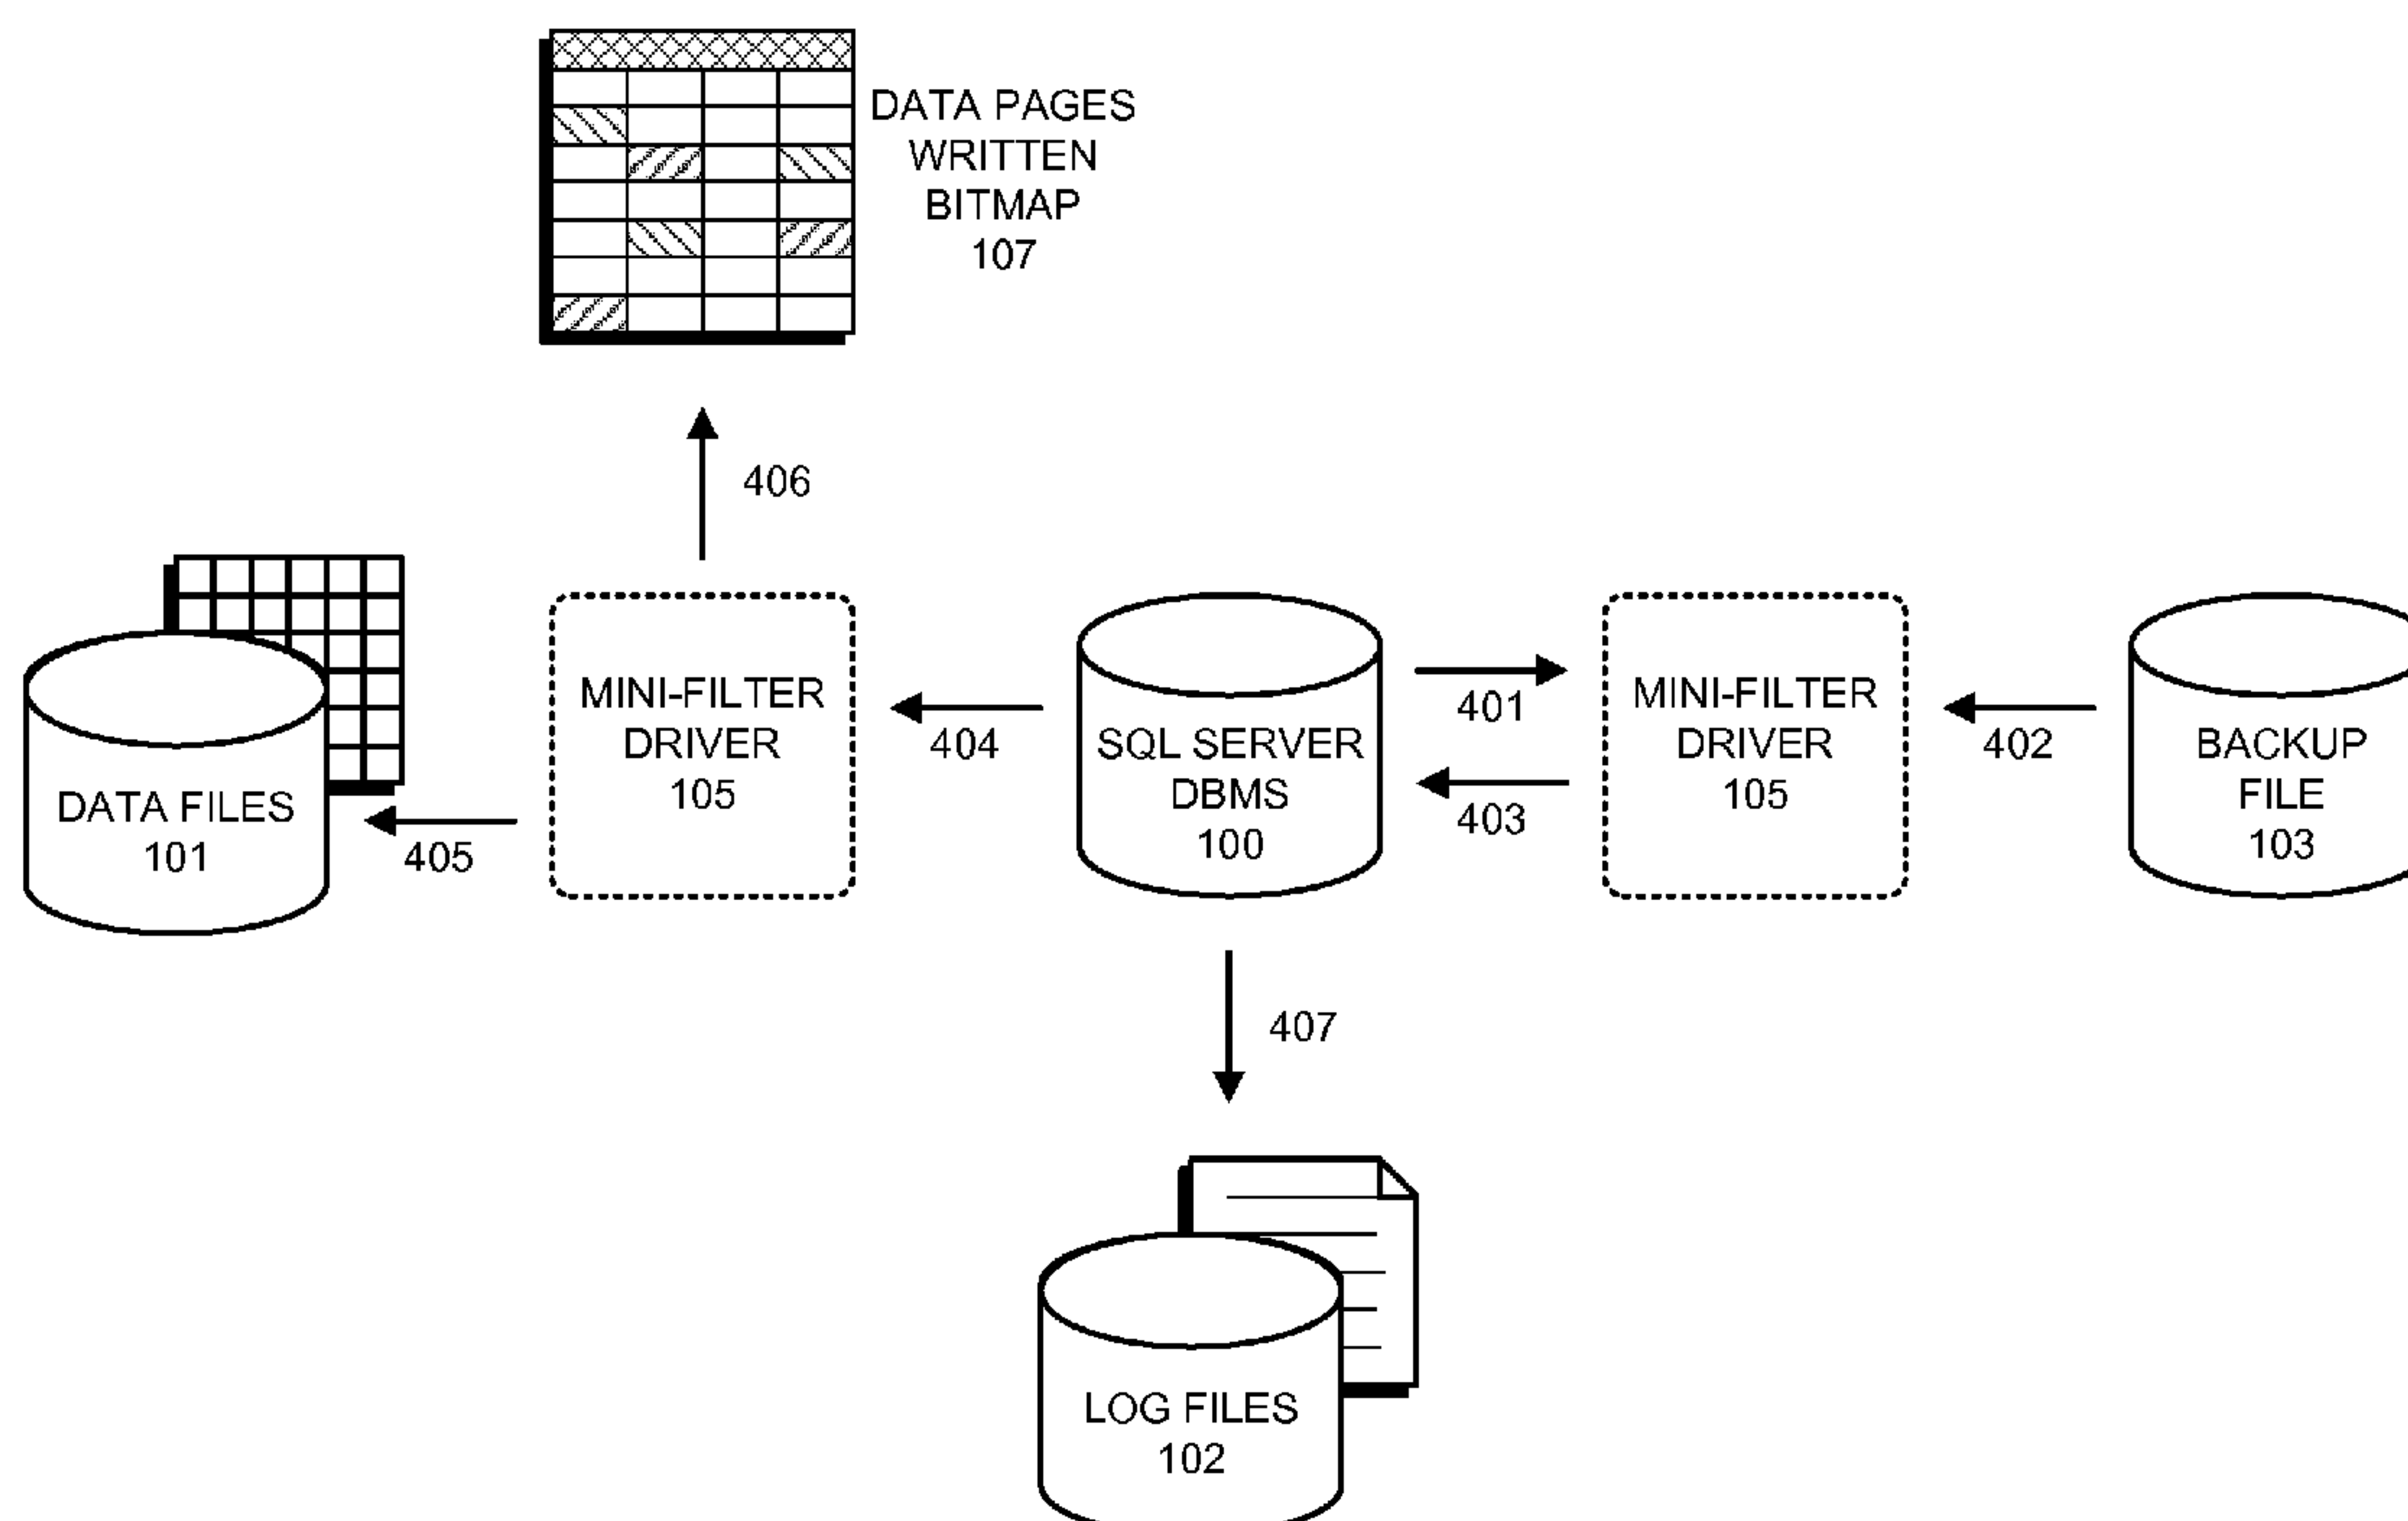 DATA PAGES
WRITTEN
BITMAP
107
406
MINI-FILTER
DRIVER
105
SQL SERVER
DBMS
100
401
403
MINI-FILTER
DRIVER
105
402
BACKUP
FILE
103
404
DATA FILES
101
405
407
LOG FILES
102